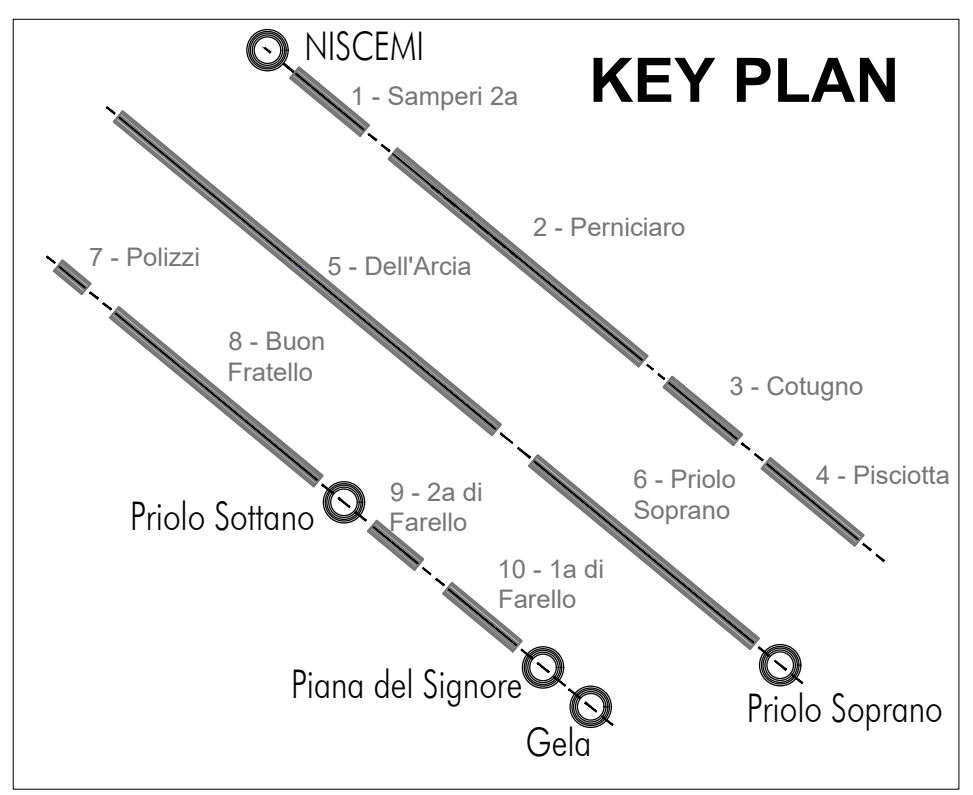 NISCEMI
KEY PLAN
1 - Samperi 2a
2 - Perniciaro
7 - Polizzi
5 - Dell'Arcia
8 - Buon
Fratello
3 - Cotugno
4 - Pisciotta
6 - Priolo
Soprano
9 - 2a di
Farello
Priolo Sottano
10 - 1a di
Farello
Piana del Signore
Priolo Soprano
Gela